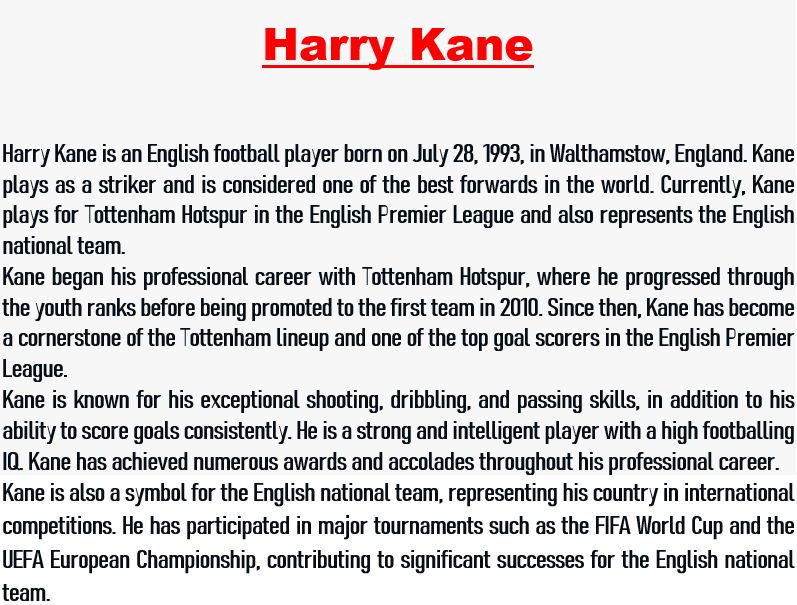 Harry Kane
Harry Kane is an English football player born on July 28, 1993, in Walthamstow, England. Kane
plays as a striker and is considered one of the best forwards in the world. Currently, Kane
plays for Tottenham Hotspur in the English Premier League and also represents the English
national team.
Kane began his professional career with Tottenham Hotspur, where he progressed through
the youth ranks before being promoted to the first team in 2010. Since then, Kane has become
a cornerstone of the Tottenham lineup and one of the top goal scorers in the English Premier
League.
Kane is known for his exceptional shooting, dribbling, and passing skills, in addition to his
ability to score goals consistently. He is a strong and intelligent player with a high footballing
IQ. Kane has achieved numerous awards and accolades throughout his professional career.
Kane is also a symbol for the English national team, representing his country in international
competitions. He has participated in major tournaments such as the FIFA World Cup and the
UEFA European Championship, contributing to significant successes for the English national
team.